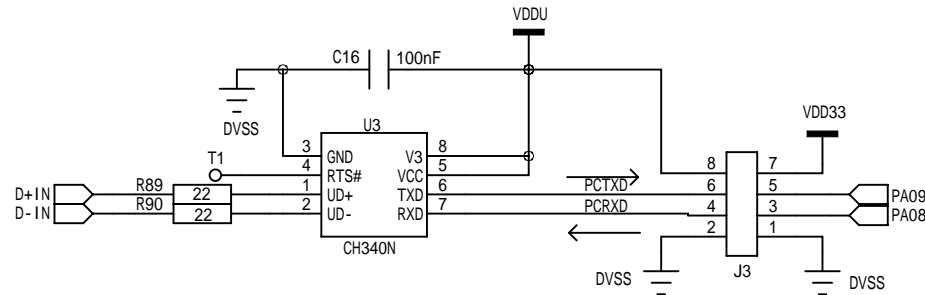 VDDU
C16
100nF
DVSS
U3
VDD33
T1
3 GND V3 8
4 RTS# VCC 5
1 UD+ TXD 6
2 UD- RXD 7
CH340N
D+IN R89 22
D-IN R90 22
PCTXD
PCRXD
8 7
6 5
4 3
2 1
PA09
PA08
J3
DVSS
DVSS